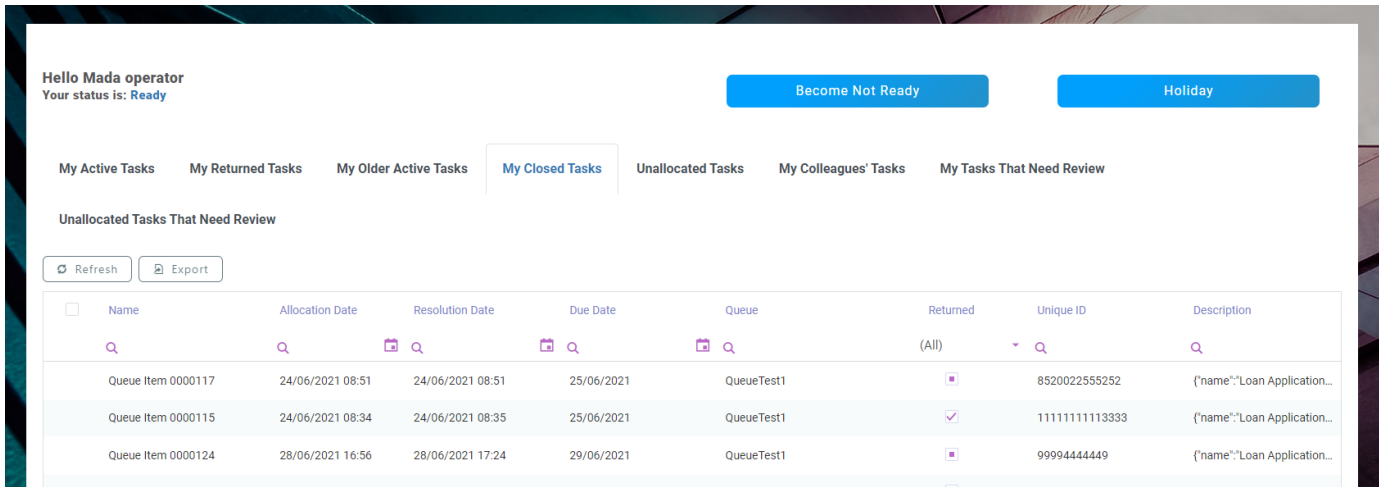 Hello Mada operator
Your status is: Ready
Become Not Ready
Holiday
My Active Tasks My Returned Tasks My Older Active Tasks My Closed Tasks Unallocated Tasks My Colleagues' Tasks My Tasks That Need Review
Unallocated Tasks That Need Review
Refresh Export
Name Allocation Date Resolution Date Due Date Queue Returned Unique ID Description
(All)
Queue Item 0000117 24/06/2021 08:51 24/06/2021 08:51 25/06/2021 QueueTest1 8520022555252 {"name":"Loan Application...
Queue Item 0000115 24/06/2021 08:34 24/06/2021 08:35 25/06/2021 QueueTest1 11111111113333 {"name":"Loan Application...
Queue Item 0000124 28/06/2021 16:56 28/06/2021 17:24 29/06/2021 QueueTest1 99994444449 {"name":"Loan Application...